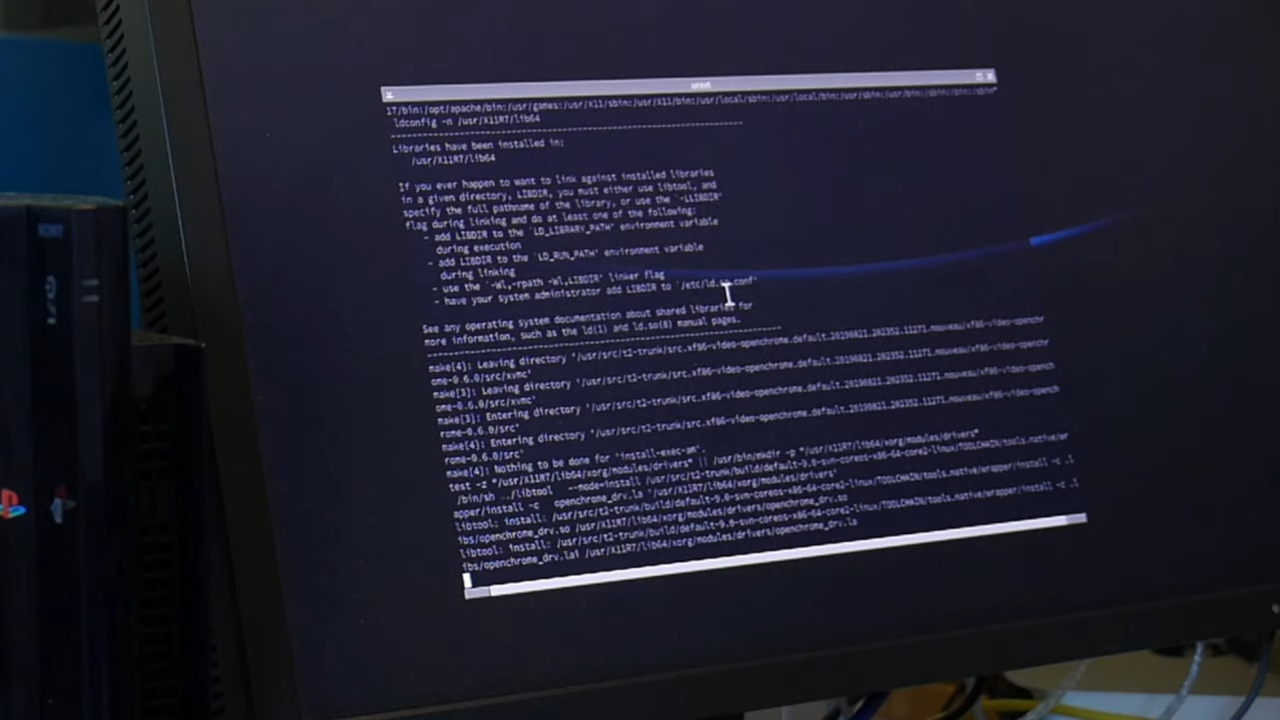 urxvt
17/bin:/opt/apache/bin:/usr/games:/usr/x11/sbin:/usr/x11/bin:/usr/local/sbin:/usr/local/bin:/usr/sbin:/usr/bin:/sbin:/bin"
ldconfig -n /usr/X11R7/lib64
----------------------------------------------------------------------
Libraries have been installed in:
/usr/X11R7/lib64
If you ever happen to want to link against installed libraries
in a given directory, LIBDIR, you must either use libtool, and
specify the full pathname of the library, or use the `-LLIBDIR'
flag during linking and do at least one of the following:
- add LIBDIR to the `LD_LIBRARY_PATH' environment variable
during execution
- add LIBDIR to the `LD_RUN_PATH' environment variable
during linking
- use the `-Wl,-rpath -Wl,LIBDIR' linker flag
- have your system administrator add LIBDIR to `/etc/ld.so.conf'
See any operating system documentation about shared libraries for
more information, such as the ld(1) and ld.so(8) manual pages.
----------------------------------------------------------------------
make[4]: Leaving directory "/usr/src/t2-trunk/src.xf86-video-openchrome.default.20190821.202352.11271.nouveau/xf86-video-openchr
ome-0.6.0/src/xvmc'
make[3]: Leaving directory "/usr/src/t2-trunk/src.xf86-video-openchrome.default.20190821.202352.11271.nouveau/xf86-video-openchr
ome-0.6.0/src/xvmc'
make[3]: Entering directory "/usr/src/t2-trunk/src.xf86-video-openchrome.default.20190821.202352.11271.nouveau/xf86-video-opench
rome-0.6.0/src'
make[4]: Entering directory "/usr/src/t2-trunk/src.xf86-video-openchrome.default.20190821.202352.11271.nouveau/xf86-video-opench
rome-0.6.0/src'
make[4]: Nothing to be done for 'install-exec-am'.
test -z "/usr/X11R7/lib64/xorg/modules/drivers" || /usr/bin/mkdir -p "/usr/X11R7/lib64/xorg/modules/drivers"
/bin/sh ../libtool --mode=install /usr/src/t2-trunk/build/default-9.0-svn-coreos-x86-64-core2-linux/TOOLCHAIN/tools.native/wr
apper/install -c openchrome_drv.la '/usr/X11R7/lib64/xorg/modules/drivers"
libtool: install: /usr/src/t2-trunk/build/default-9.0-svn-coreos-x86-64-core2-linux/TOOLCHAIN/tools.native/wrapper/install -c .l
ibs/openchrome_drv.so /usr/X11R7/lib64/xorg/modules/drivers/openchrome_drv.so
libtool: install: /usr/src/t2-trunk/build/default-9.0-svn-coreos-x86-64-core2-linux/TOOLCHAIN/tools.native/wrapper/install -c .l
ibs/openchrome_drv.lai /usr/X11R7/lib64/xorg/modules/drivers/openchrome_drv.la
SONY